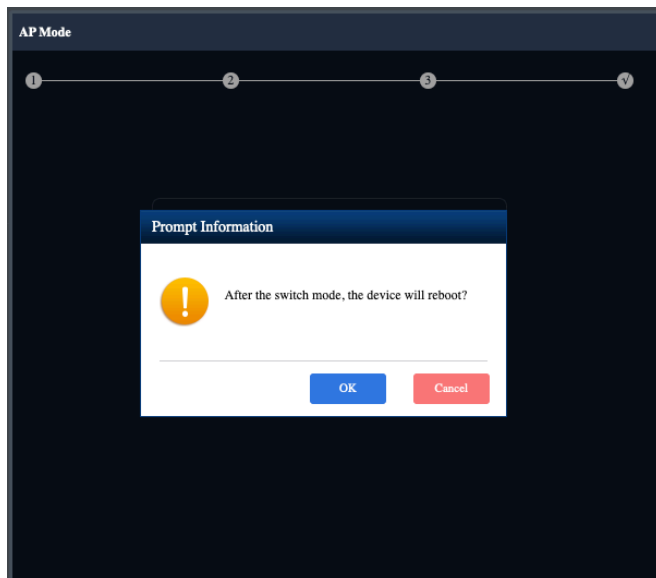 AP Mode
1 2 3 √
Prompt Information
After the switch mode, the device will reboot?
OK Cancel